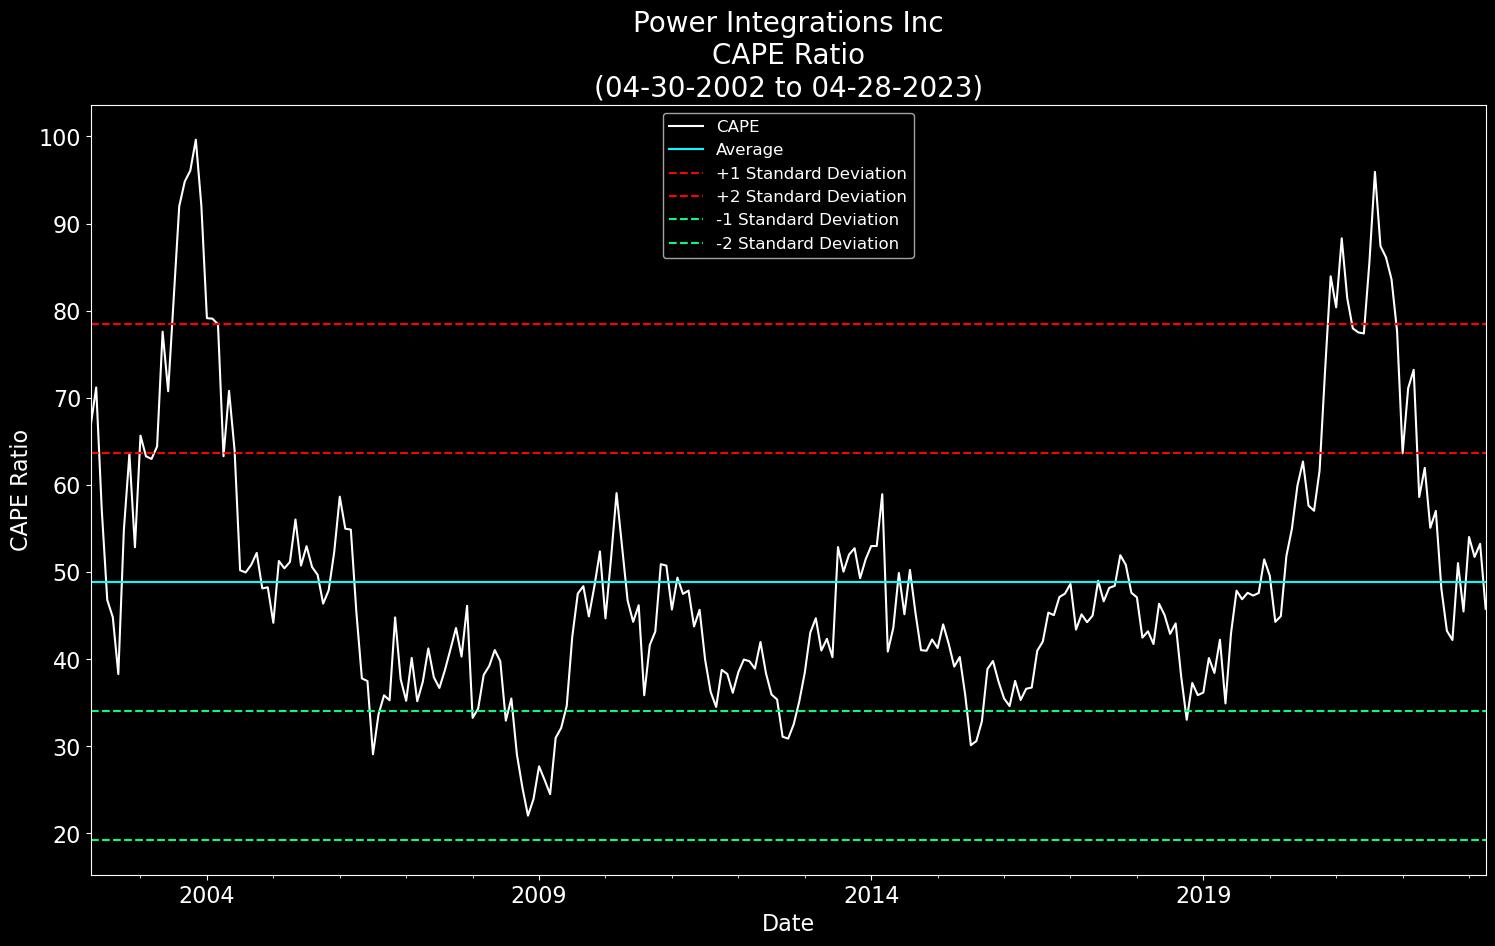 Power Integrations Inc
CAPE Ratio
(04-30-2002 to 04-28-2023)
CAPE
Average
+1 Standard Deviation
+2 Standard Deviation
-1 Standard Deviation
-2 Standard Deviation
CAPE Ratio
100
90
80
70
60
50
40
30
20
2004
2009
2014
2019
Date